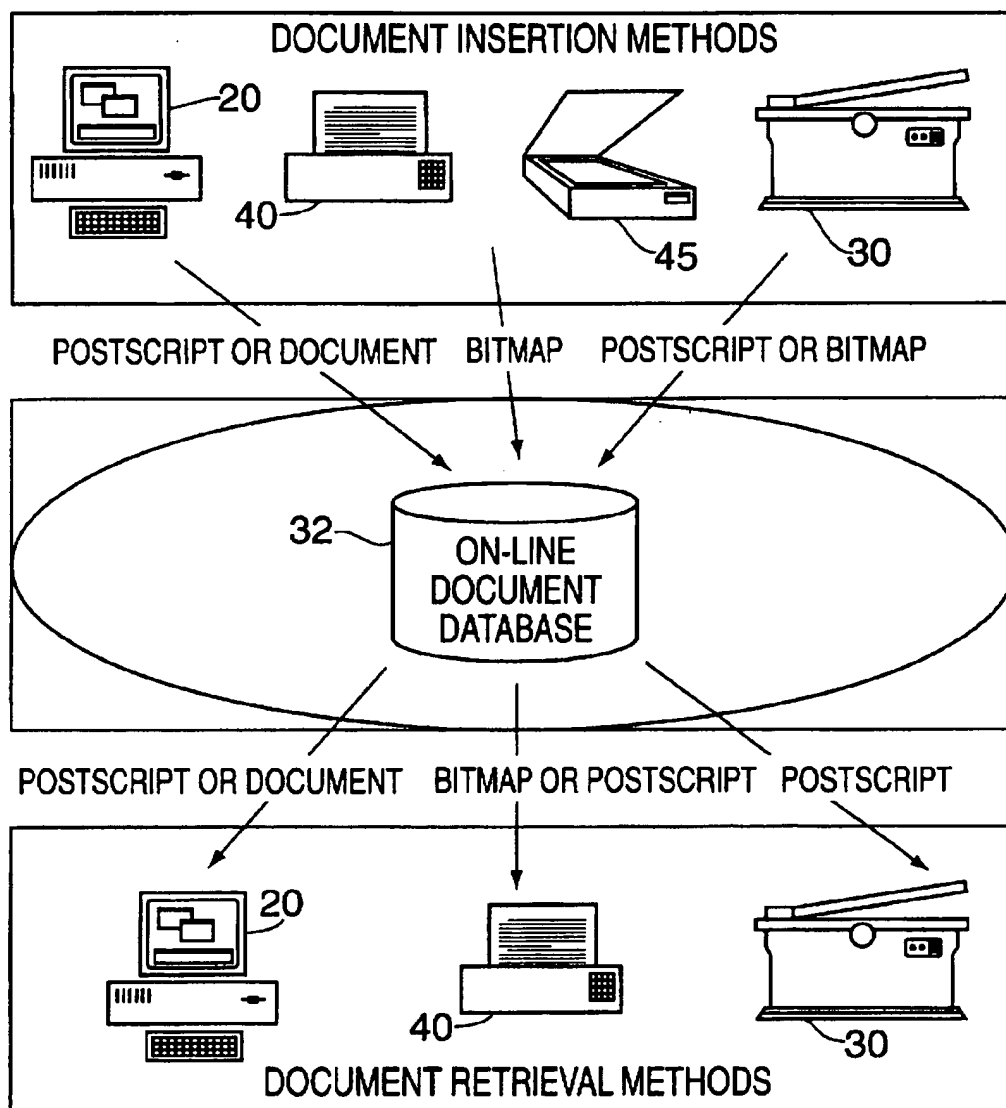 DOCUMENT INSERTION METHODS
20
40
45
30
POSTSCRIPT OR DOCUMENT BITMAP POSTSCRIPT OR BITMAP
32
ON-LINE
DOCUMENT
DATABASE
POSTSCRIPT OR DOCUMENT BITMAP OR POSTSCRIPT POSTSCRIPT
20
40
30
DOCUMENT RETRIEVAL METHODS